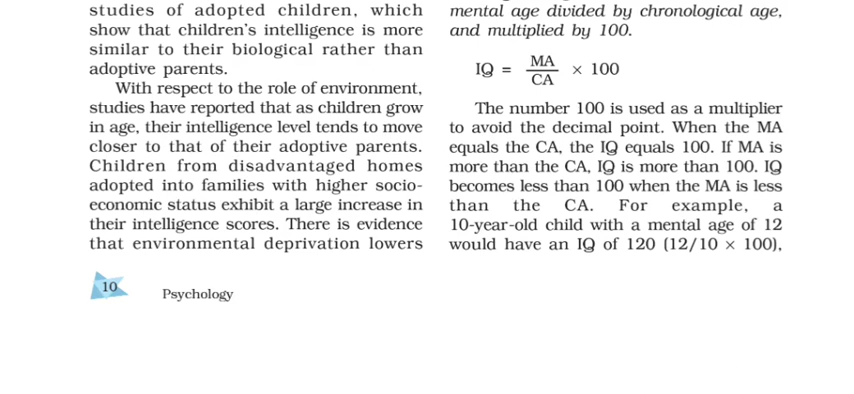 studies of adopted children, which
show that children's intelligence is more
similar to their biological rather than
adoptive parents.
With respect to the role of environment,
studies have reported that as children grow
in age, their intelligence level tends to move
closer to that of their adoptive parents.
Children from disadvantaged homes
adopted into families with higher socio-
economic status exhibit a large increase in
their intelligence scores. There is evidence
that environmental deprivation lowers
mental age divided by chronological age,
and multiplied by 100.
IQ = MA/CA × 100
The number 100 is used as a multiplier
to avoid the decimal point. When the MA
equals the CA, the IQ equals 100. If MA is
more than the CA, IQ is more than 100. IQ
becomes less than 100 when the MA is less
than the CA. For example, a
10-year-old child with a mental age of 12
would have an IQ of 120 (12/10 × 100),
10
Psychology